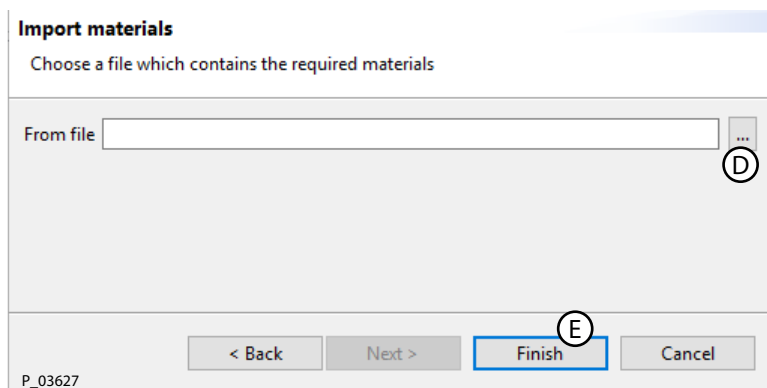 Import materials
Choose a file which contains the required materials
From file ...
D
E
< Back Next > Finish Cancel
P_03627